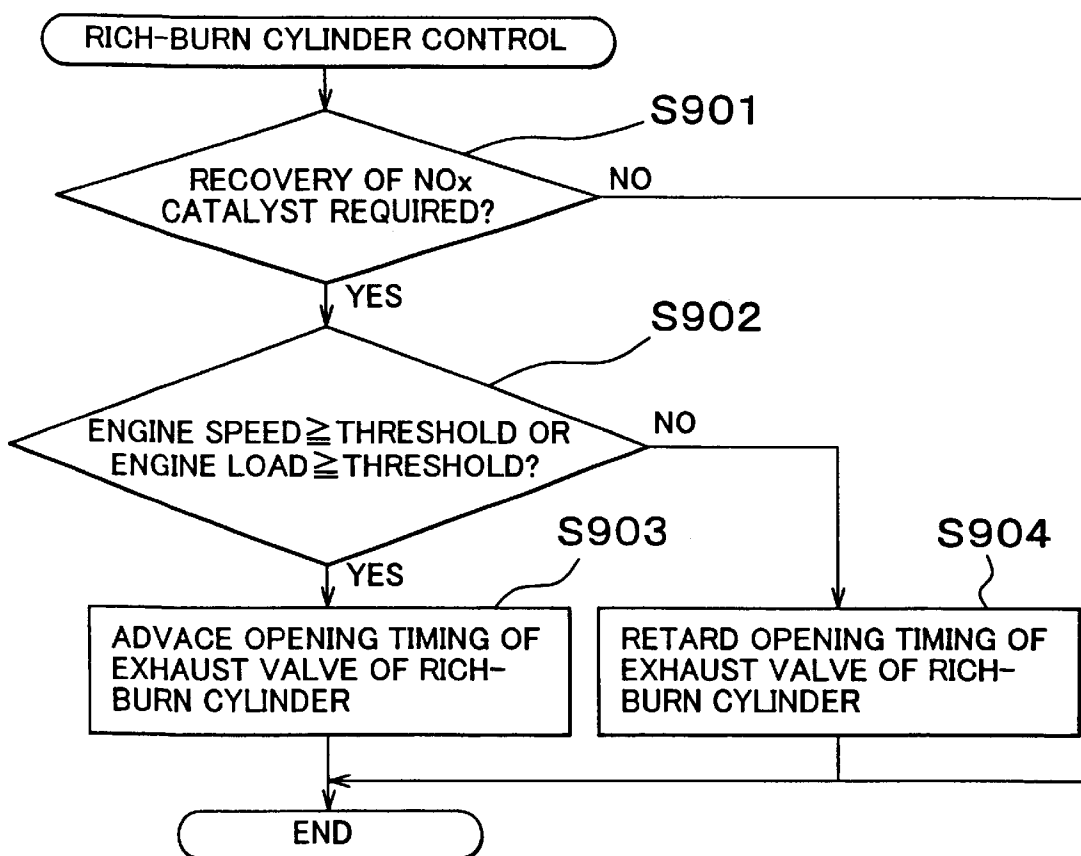 RICH-BURN CYLINDER CONTROL
S901
RECOVERY OF NOx
CATALYST REQUIRED?
NO
YES
S902
ENGINE SPEED≧THRESHOLD OR
ENGINE LOAD≧THRESHOLD?
NO
YES
S903
ADVACE OPENING TIMING OF
EXHAUST VALVE OF RICH-
BURN CYLINDER
S904
RETARD OPENING TIMING OF
EXHAUST VALVE OF RICH-
BURN CYLINDER
END